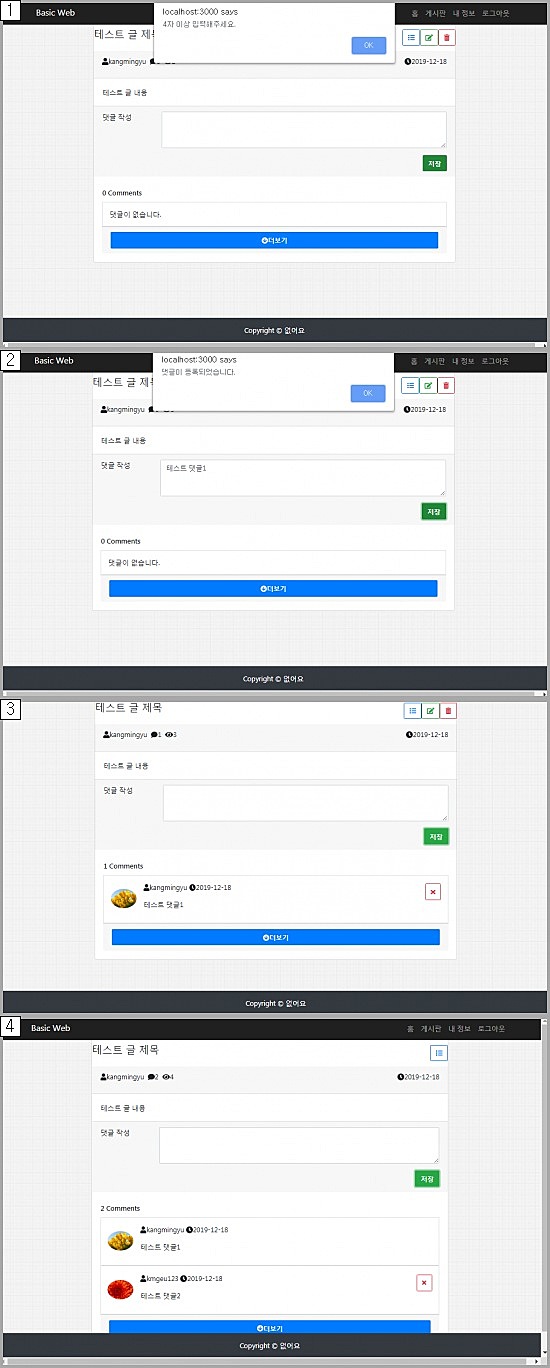 1
Basic Web
홈 게시판 내 정보 로그아웃
localhost:3000 says
4자 이상 입력해주세요.
OK
테스트 글 제목
kangmingyu
2019-12-18
테스트 글 내용
댓글 작성
저장
0 Comments
댓글이 없습니다.
더보기
Copyright © 없어요
2
Basic Web
홈 게시판 내 정보 로그아웃
localhost:3000 says
댓글이 등록되었습니다.
OK
테스트 글 제목
kangmingyu
2019-12-18
테스트 글 내용
댓글 작성
테스트 댓글1
저장
0 Comments
댓글이 없습니다.
더보기
Copyright © 없어요
3
테스트 글 제목
kangmingyu 1 3
2019-12-18
테스트 글 내용
댓글 작성
저장
1 Comments
kangmingyu 2019-12-18
테스트 댓글1
더보기
Copyright © 없어요
4
Basic Web
홈 게시판 내 정보 로그아웃
테스트 글 제목
kangmingyu 2 4
2019-12-18
테스트 글 내용
댓글 작성
저장
2 Comments
kangmingyu 2019-12-18
테스트 댓글1
kmgeu123 2019-12-18
테스트 댓글2
더보기
Copyright © 없어요